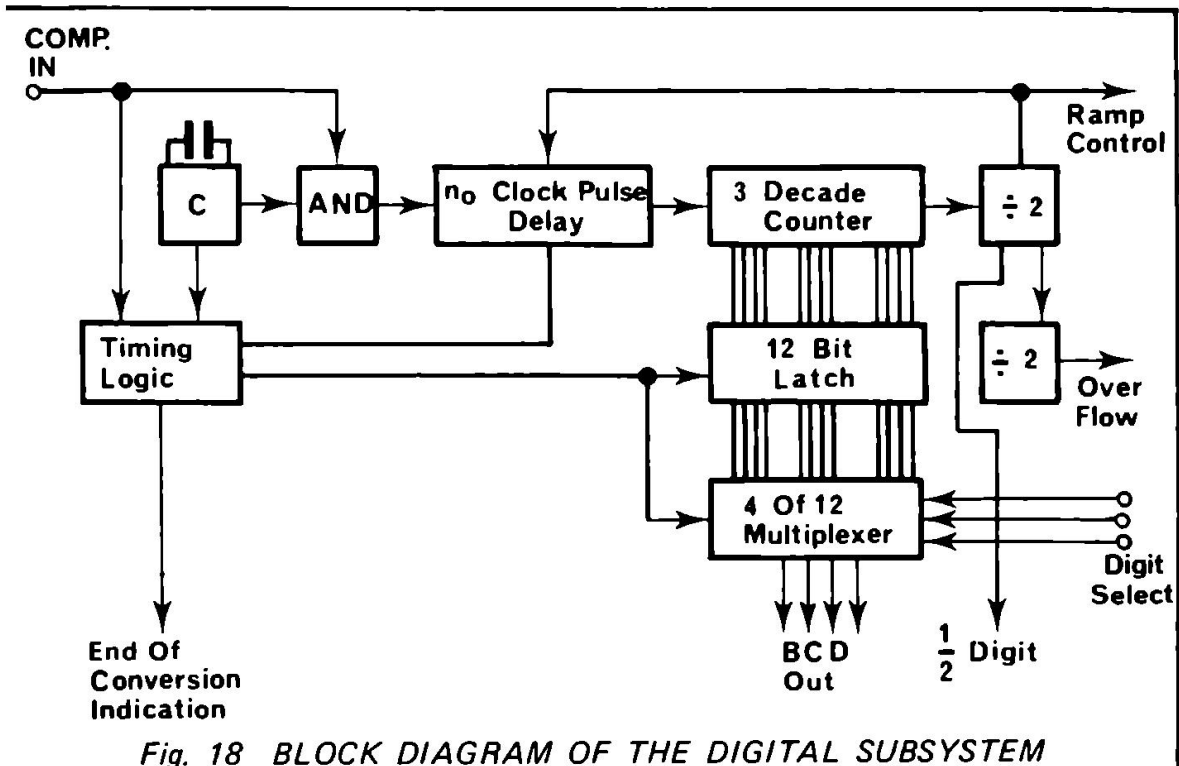 COMP.
IN
Ramp
Control
C
AND
n₀ Clock Pulse
Delay
3 Decade
Counter
÷ 2
Timing
Logic
12 Bit
Latch
÷ 2
Over
Flow
4 Of 12
Multiplexer
Digit
Select
End Of
Conversion
Indication
BCD
Out
1/2 Digit
Fig. 18 BLOCK DIAGRAM OF THE DIGITAL SUBSYSTEM